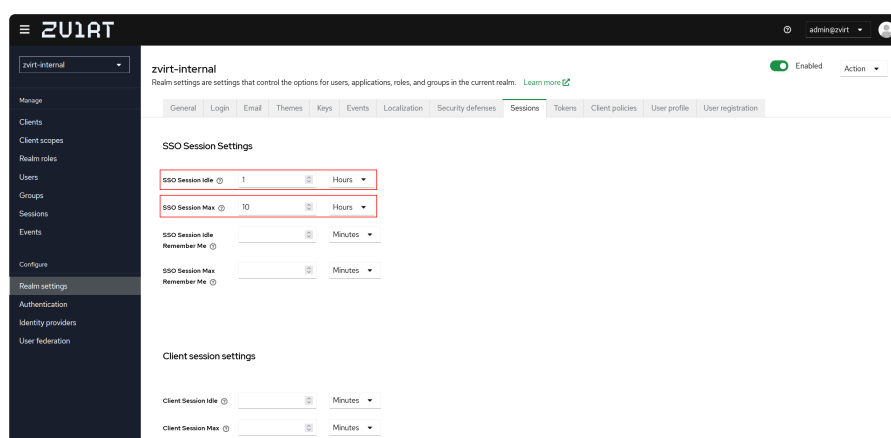 ZVIRT
admin@zvirt
zvirt-internal
Manage
Clients
Client scopes
Realm roles
Users
Groups
Sessions
Events
Configure
Realm settings
Authentication
Identity providers
User federation
zvirt-internal
Enabled
Action
Realm settings are settings that control the options for users, applications, roles, and groups in the current realm. Learn more
General Login Email Themes Keys Events Localization Security defenses Sessions Tokens Client policies User profile User registration
SSO Session Settings
SSO Session Idle 1 Hours
SSO Session Max 10 Hours
SSO Session Idle
Remember Me
Minutes
SSO Session Max
Remember Me
Minutes
Client session settings
Client Session Idle Minutes
Client Session Max Minutes